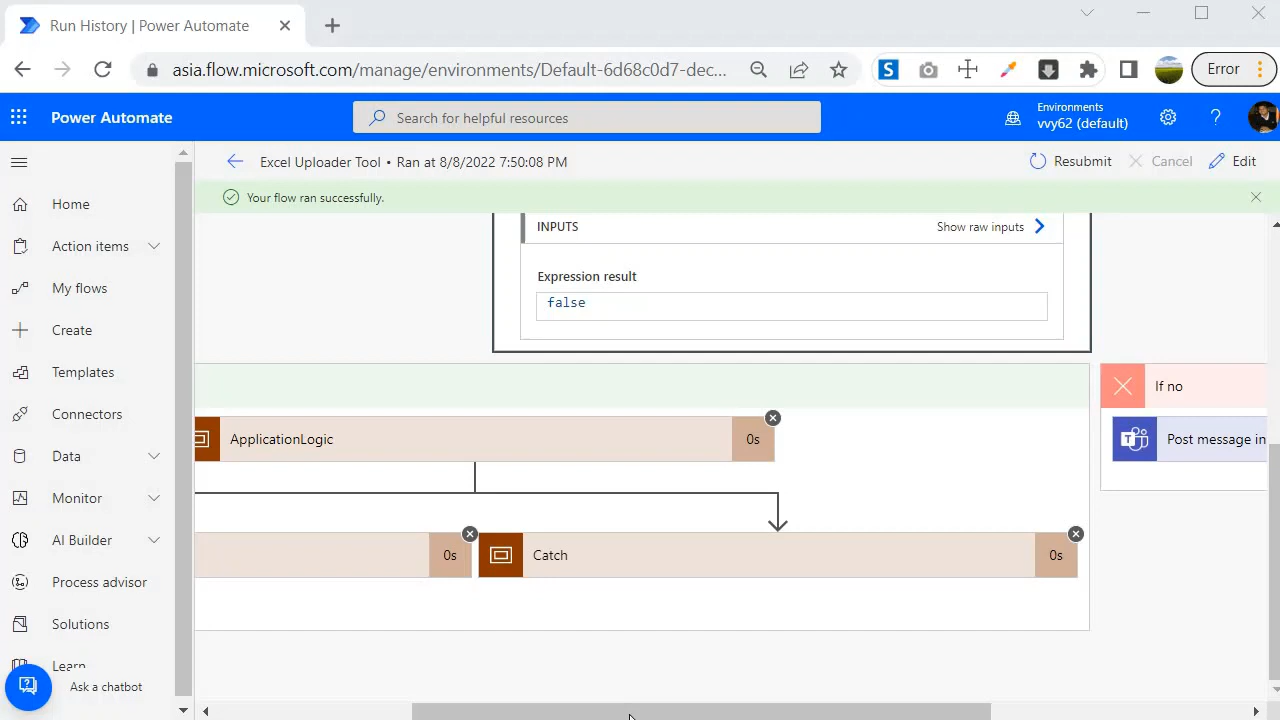 Run History | Power Automate
asia.flow.microsoft.com/manage/environments/Default-6d68c0d7-dec...
S
Error
Power Automate
Search for helpful resources
Environments
vvy62 (default)
?
Excel Uploader Tool • Ran at 8/8/2022 7:50:08 PM
Resubmit
Cancel
Edit
Your flow ran successfully.
Home
Action items
My flows
Create
Templates
Connectors
Data
Monitor
AI Builder
Process advisor
Solutions
Learn
Ask a chatbot
INPUTS
Show raw inputs
Expression result
false
ApplicationLogic
0s
0s
Catch
0s
If no
Post message in